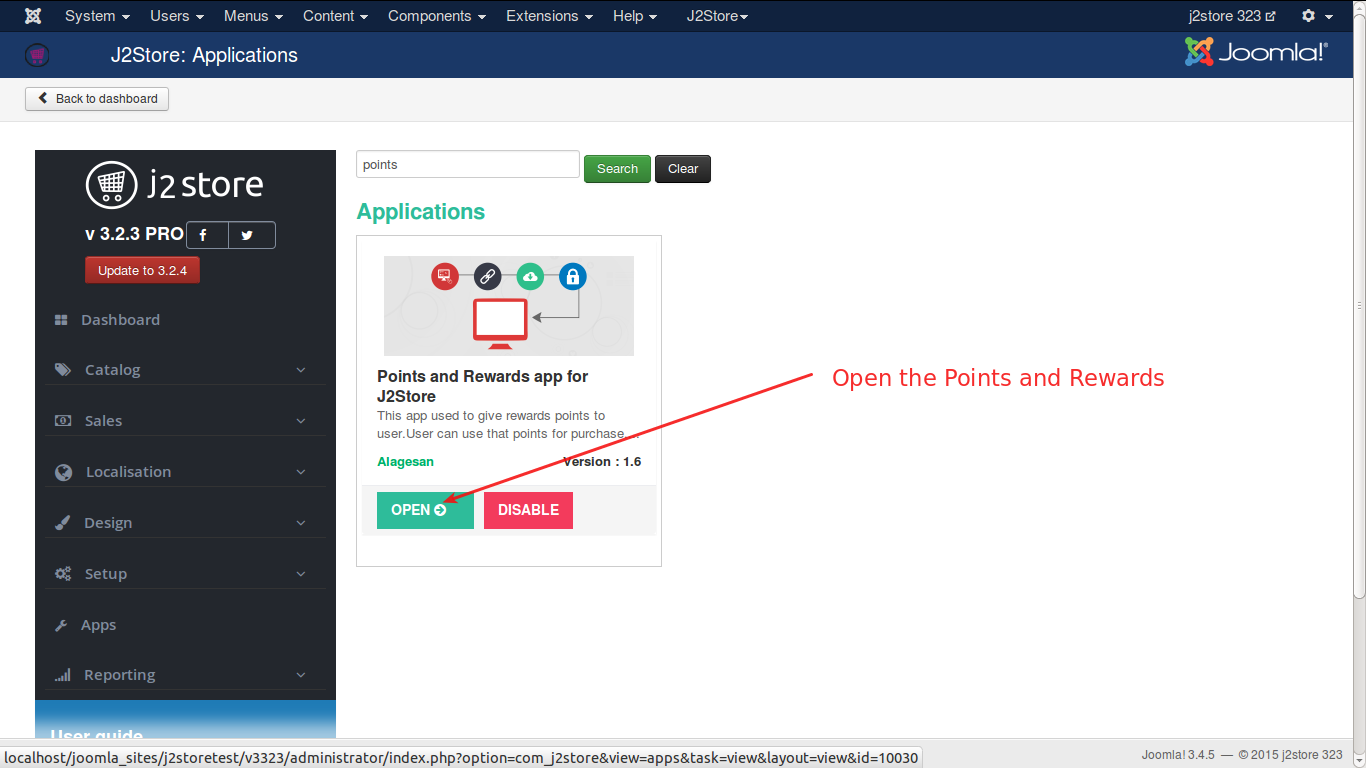 System Users Menus Content Components Extensions Help J2Store j2store 323
J2Store: Applications Joomla!®
Back to dashboard
j2store
v 3.2.3 PRO
Update to 3.2.4
Dashboard
Catalog
Sales
Localisation
Design
Setup
Apps
Reporting
User guide
points Search Clear
Applications
Points and Rewards app for
J2Store
This app used to give rewards points to
user.User can use that points for purchase,...
Alagesan Version : 1.6
OPEN DISABLE
Open the Points and Rewards
localhost/joomla_sites/j2storetest/v3323/administrator/index.php?option=com_j2store&view=apps&task=view&layout=view&id=10030
Joomla! 3.4.5 — © 2015 j2store 323